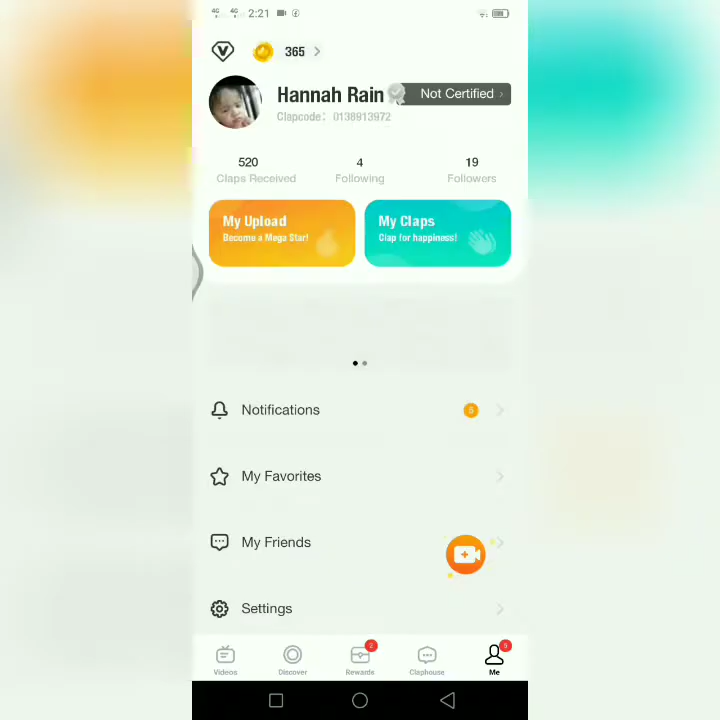 4G 4G 2:21
365
Hannah Rain Not Certified
Clapcode: 0138913972
520 4 19
Claps Received Following Followers
My Upload My Claps
Become a Mega Star! Clap for happiness!
Notifications 5
My Favorites
My Friends
Settings
2 5
Videos Discover Rewards Claphouse Me